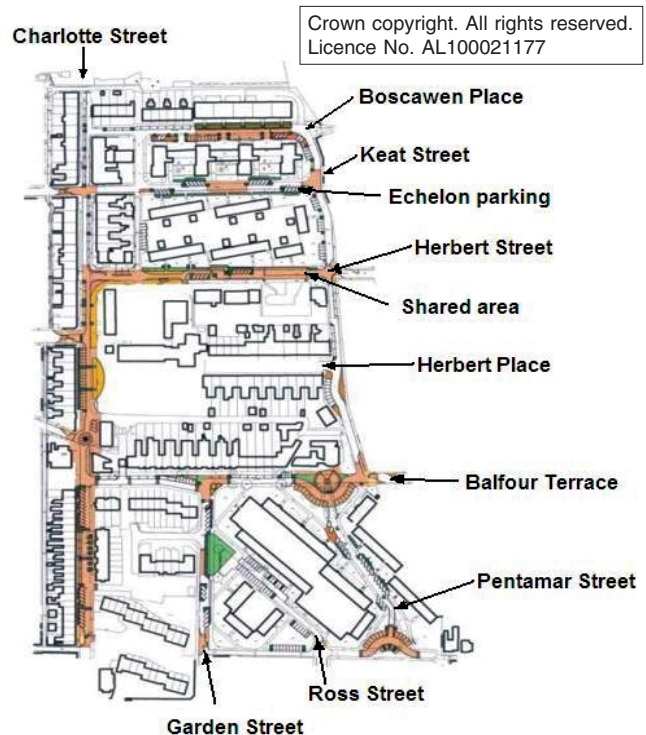 Crown copyright. All rights reserved.
Licence No. AL100021177
Charlotte Street
Boscawen Place
Keat Street
Echelon parking
Herbert Street
Shared area
Herbert Place
Balfour Terrace
Pentamar Street
Ross Street
Garden Street